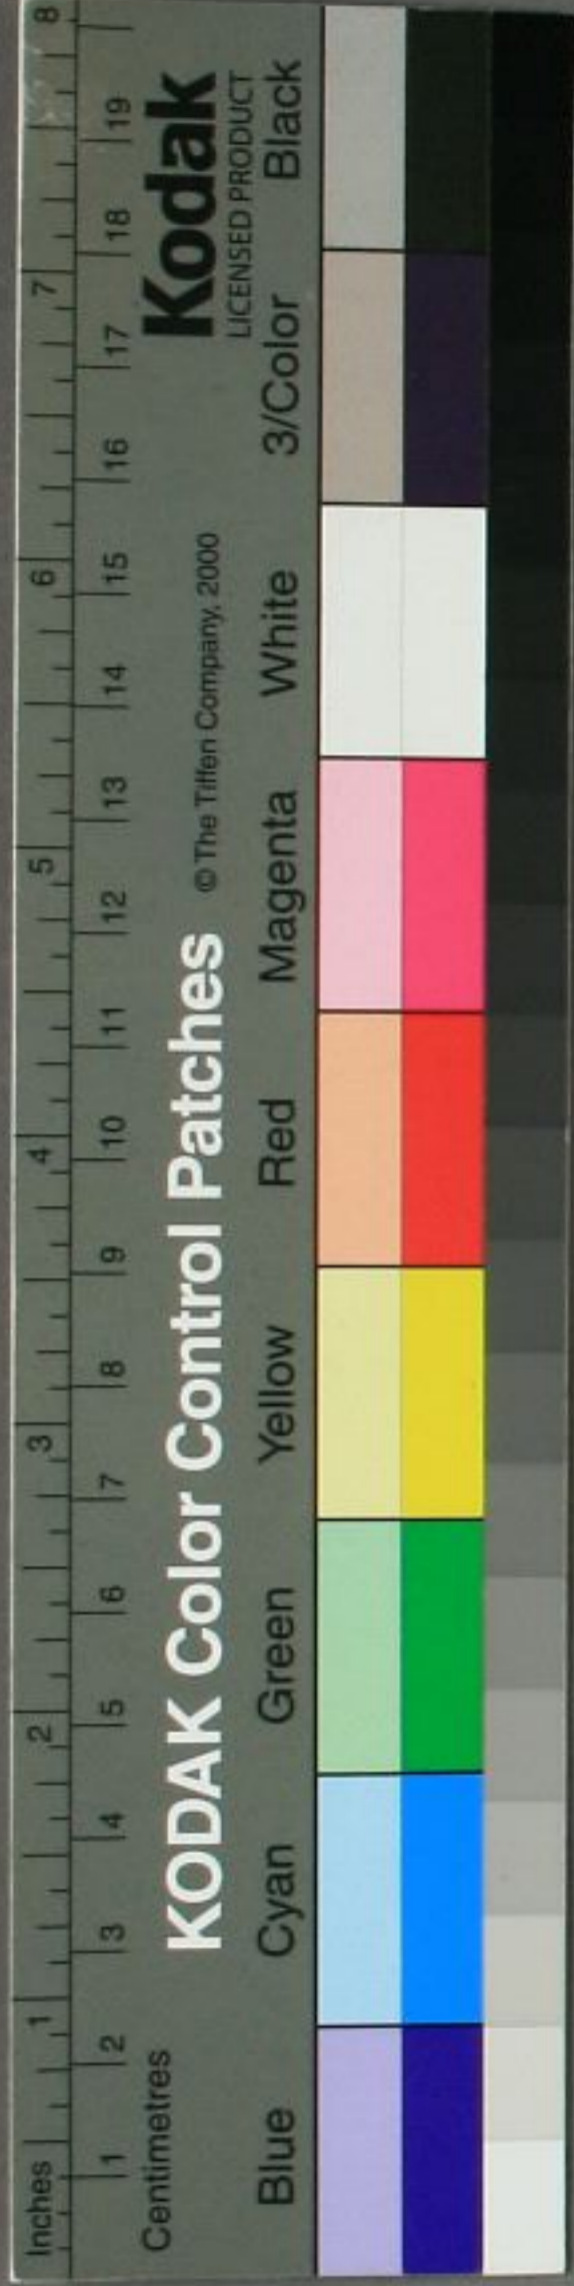 Inches 1 2 3 4 5 6 7 8
Centimetres 1 2 3 4 5 6 7 8 9 10 11 12 13 14 15 16 17 18 19
KODAK Color Control Patches © The Tiffen Company, 2000 Kodak
LICENSED PRODUCT
Blue Cyan Green Yellow Red Magenta White 3/Color Black